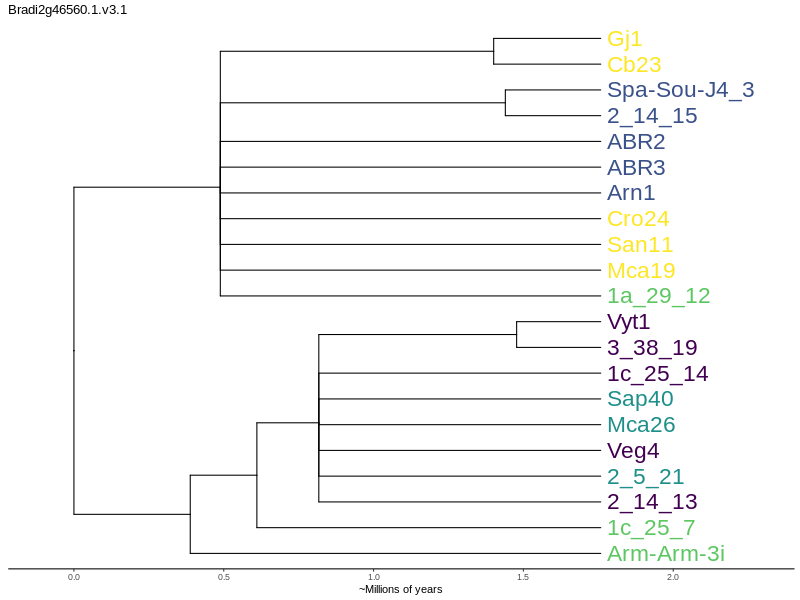 Bradi2g46560.1.v3.1
Gj1
Cb23
Spa-Sou-J4_3
2_14_15
ABR2
ABR3
Arn1
Cro24
San11
Mca19
1a_29_12
Vyt1
3_38_19
1c_25_14
Sap40
Mca26
Veg4
2_5_21
2_14_13
1c_25_7
Arm-Arm-3i
0.0 0.5 1.0 1.5 2.0
~Millions of years